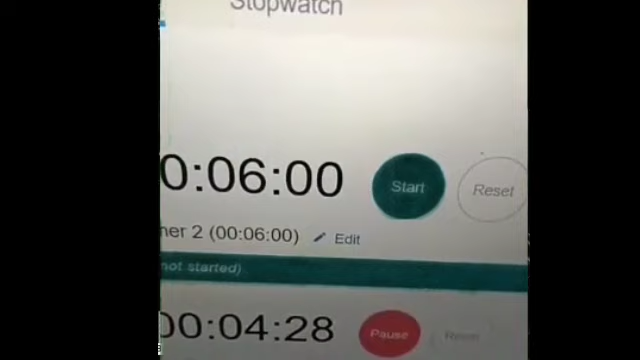 Stopwatch
0:06:00 Start Reset
ner 2 (00:06:00) Edit
not started)
00:04:28 Pause Reset